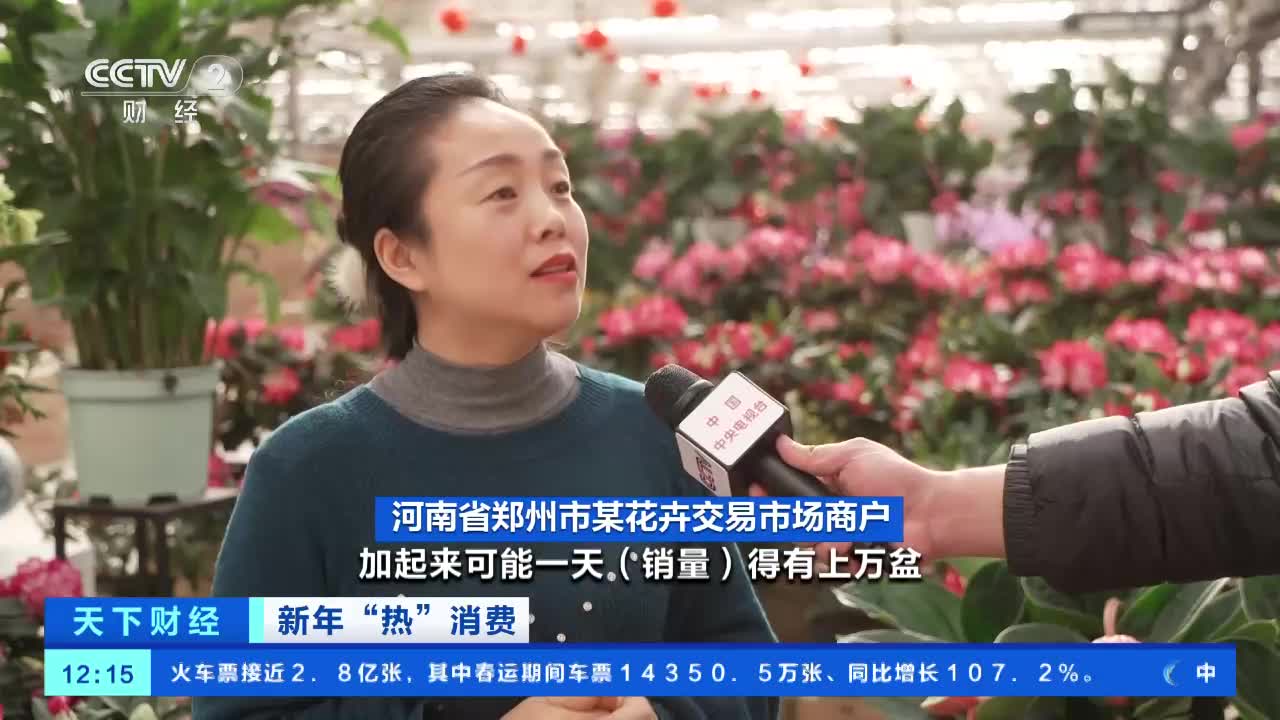 CCTV 2
财经
中国
中央电视台
河南省郑州市某花卉交易市场商户
加起来可能一天（销量）得有上万盆
天下财经 新年“热”消费
12:15 火车票接近2.8亿张，其中春运期间车票14350.5万张、同比增长107.2%。 中